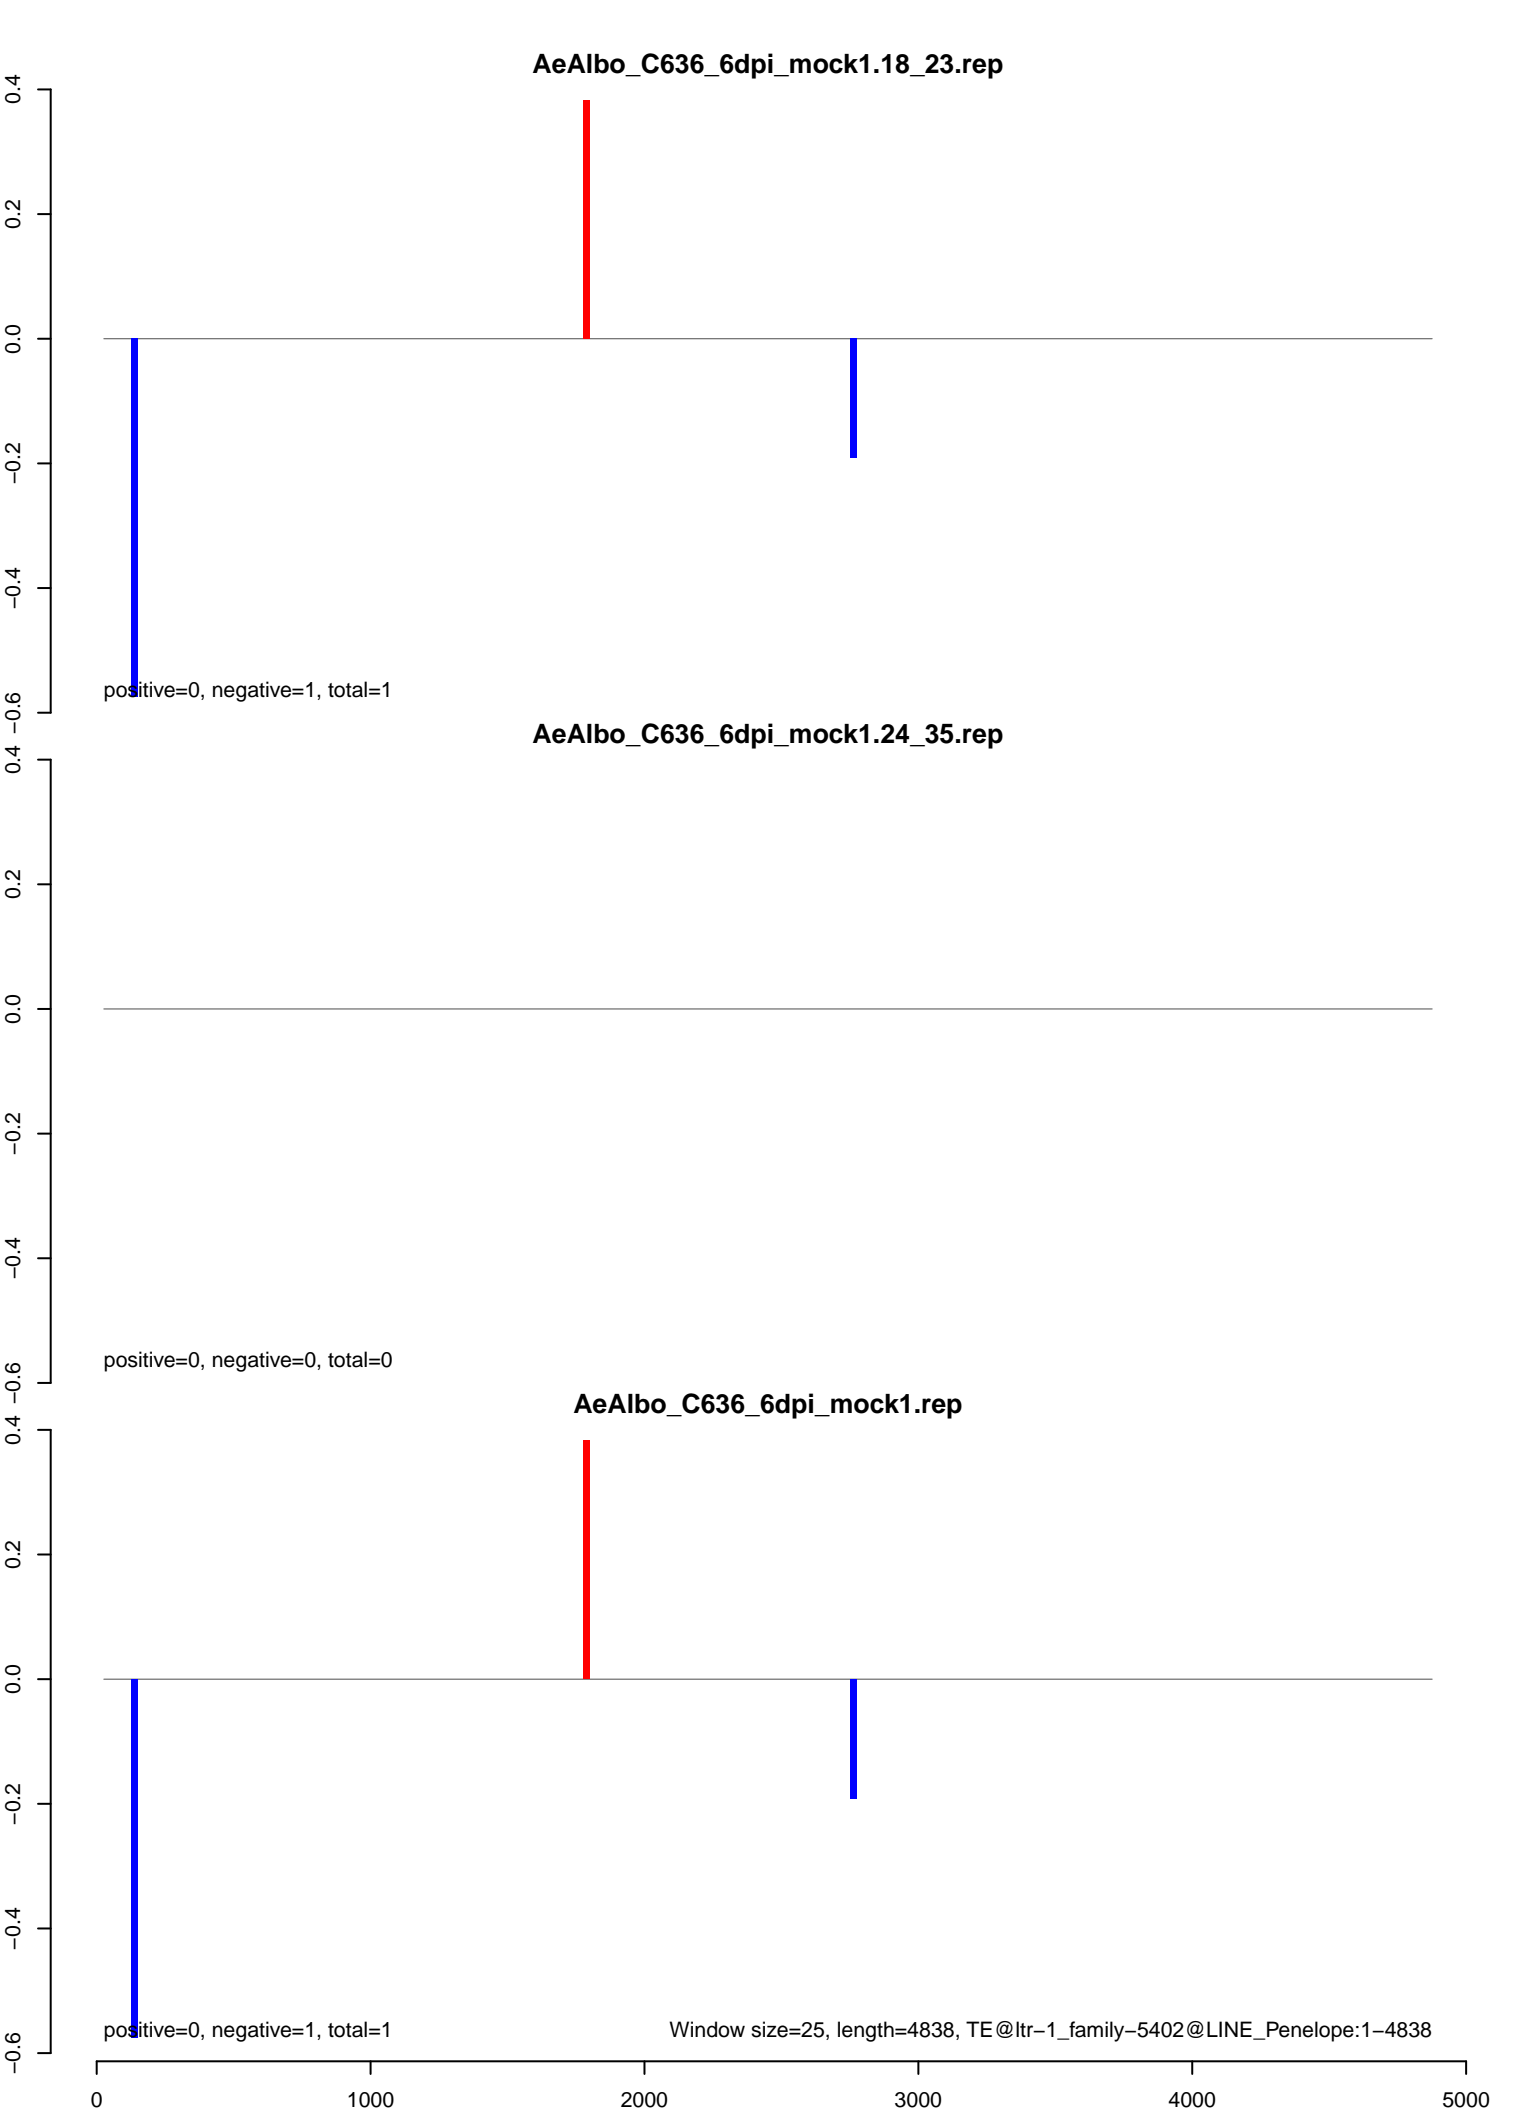 AeAlbo_C636_6dpi_mock1.18_23.rep
0.4
0.2
0.0
−0.2
−0.4
−0.6
positive=0, negative=1, total=1
AeAlbo_C636_6dpi_mock1.24_35.rep
0.4
0.2
0.0
−0.2
−0.4
−0.6
positive=0, negative=0, total=0
AeAlbo_C636_6dpi_mock1.rep
0.4
0.2
0.0
−0.2
−0.4
−0.6
positive=0, negative=1, total=1
Window size=25, length=4838, TE@ltr−1_family−5402@LINE_Penelope:1−4838
0 1000 2000 3000 4000 5000